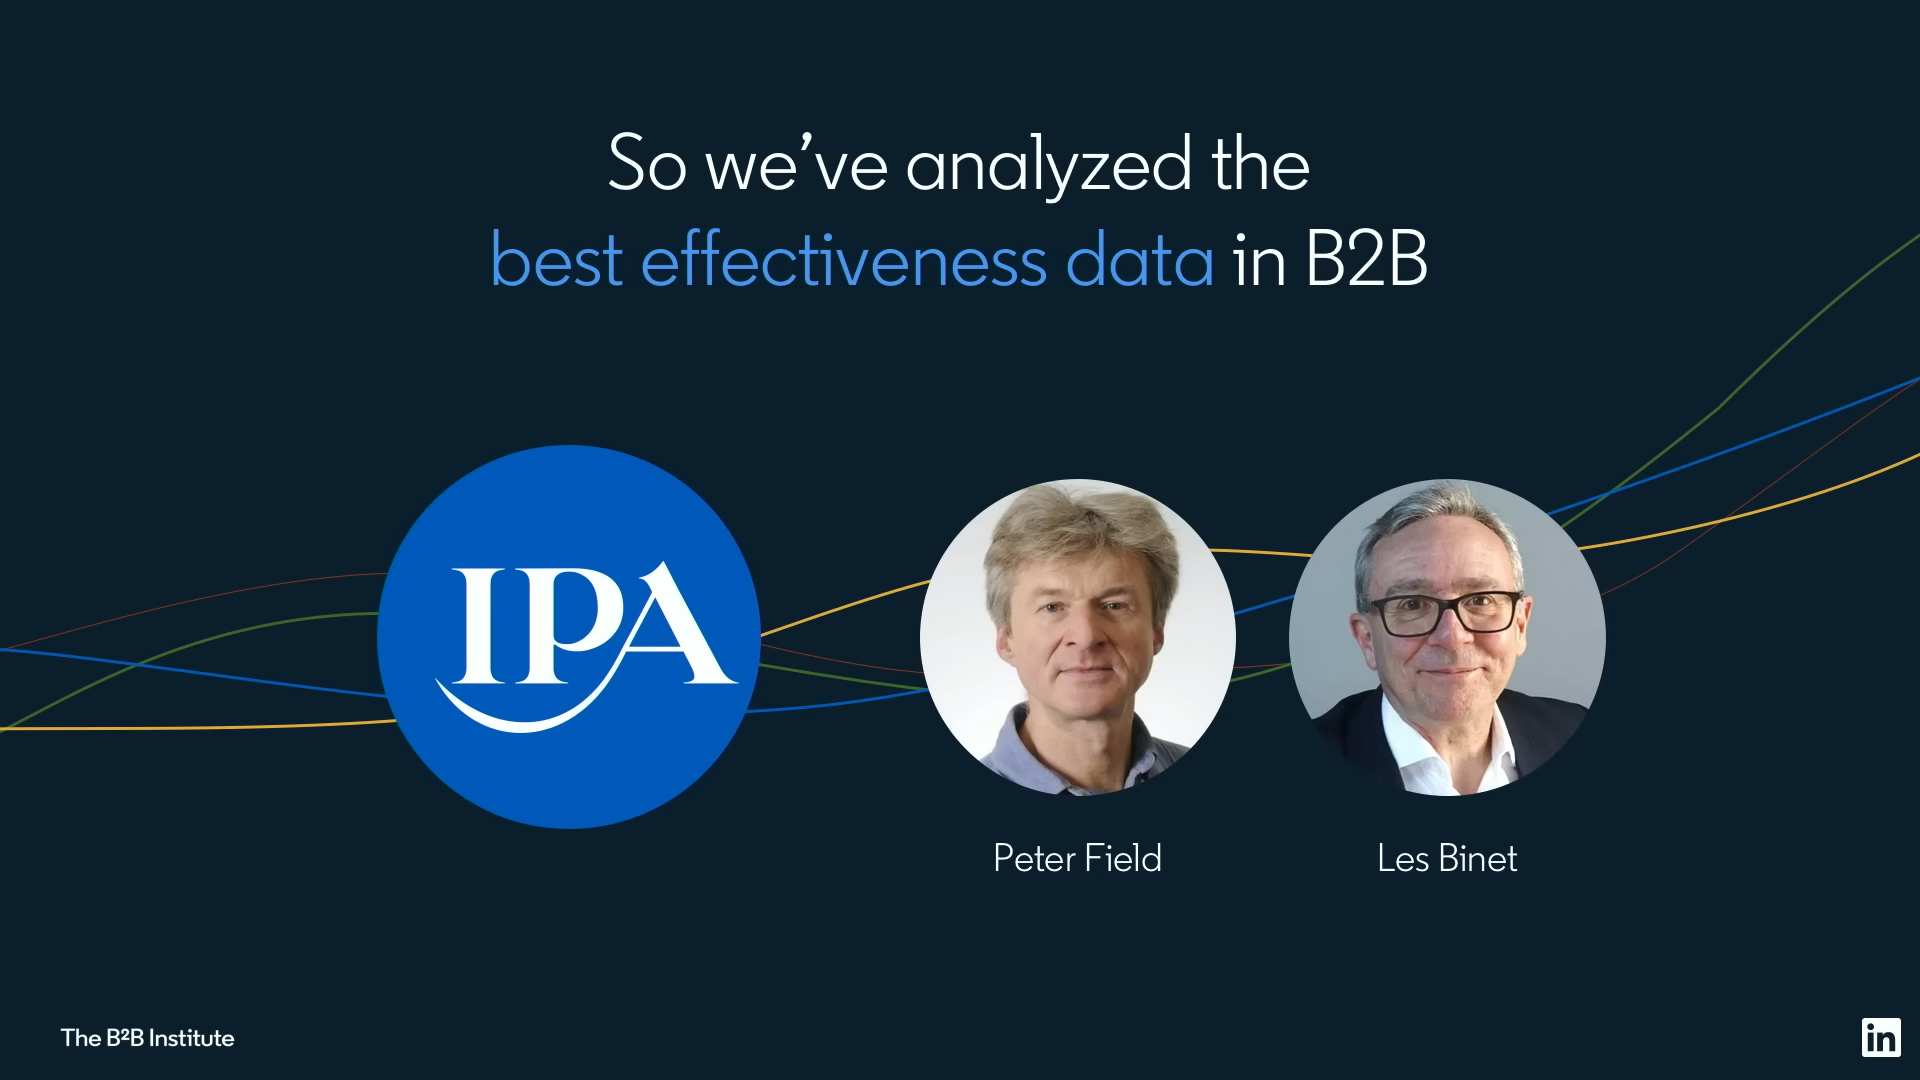 So we’ve analyzed the
best effectiveness data in B2B
IPA
Peter Field
Les Binet
The B²B Institute
in